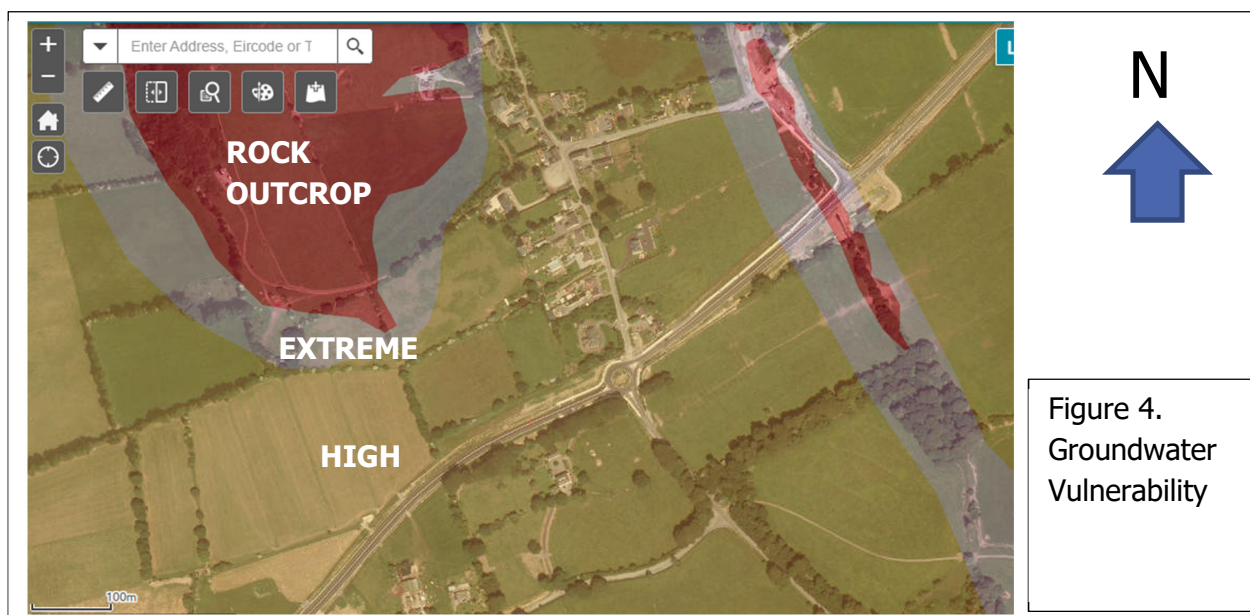 Enter Address, Eircode or T
L
ROCK
OUTCROP
EXTREME
HIGH
100m
N
Figure 4.
Groundwater
Vulnerability